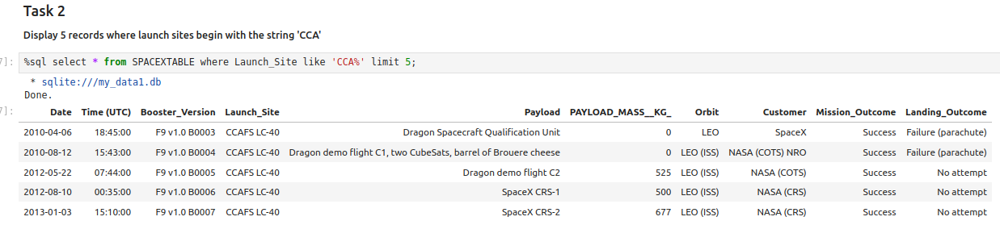 Task 2
Display 5 records where launch sites begin with the string 'CCA'
7]: %sql select * from SPACEXTABLE where Launch_Site like 'CCA%' limit 5;
* sqlite:///my_data1.db
Done.
7]: Date Time (UTC) Booster_Version Launch_Site Payload PAYLOAD_MASS__KG_ Orbit Customer Mission_Outcome Landing_Outcome
2010-04-06 18:45:00 F9 v1.0 B0003 CCAFS LC-40 Dragon Spacecraft Qualification Unit 0 LEO SpaceX Success Failure (parachute)
2010-08-12 15:43:00 F9 v1.0 B0004 CCAFS LC-40 Dragon demo flight C1, two CubeSats, barrel of Brouere cheese 0 LEO (ISS) NASA (COTS) NRO Success Failure (parachute)
2012-05-22 07:44:00 F9 v1.0 B0005 CCAFS LC-40 Dragon demo flight C2 525 LEO (ISS) NASA (COTS) Success No attempt
2012-08-10 00:35:00 F9 v1.0 B0006 CCAFS LC-40 SpaceX CRS-1 500 LEO (ISS) NASA (CRS) Success No attempt
2013-01-03 15:10:00 F9 v1.0 B0007 CCAFS LC-40 SpaceX CRS-2 677 LEO (ISS) NASA (CRS) Success No attempt